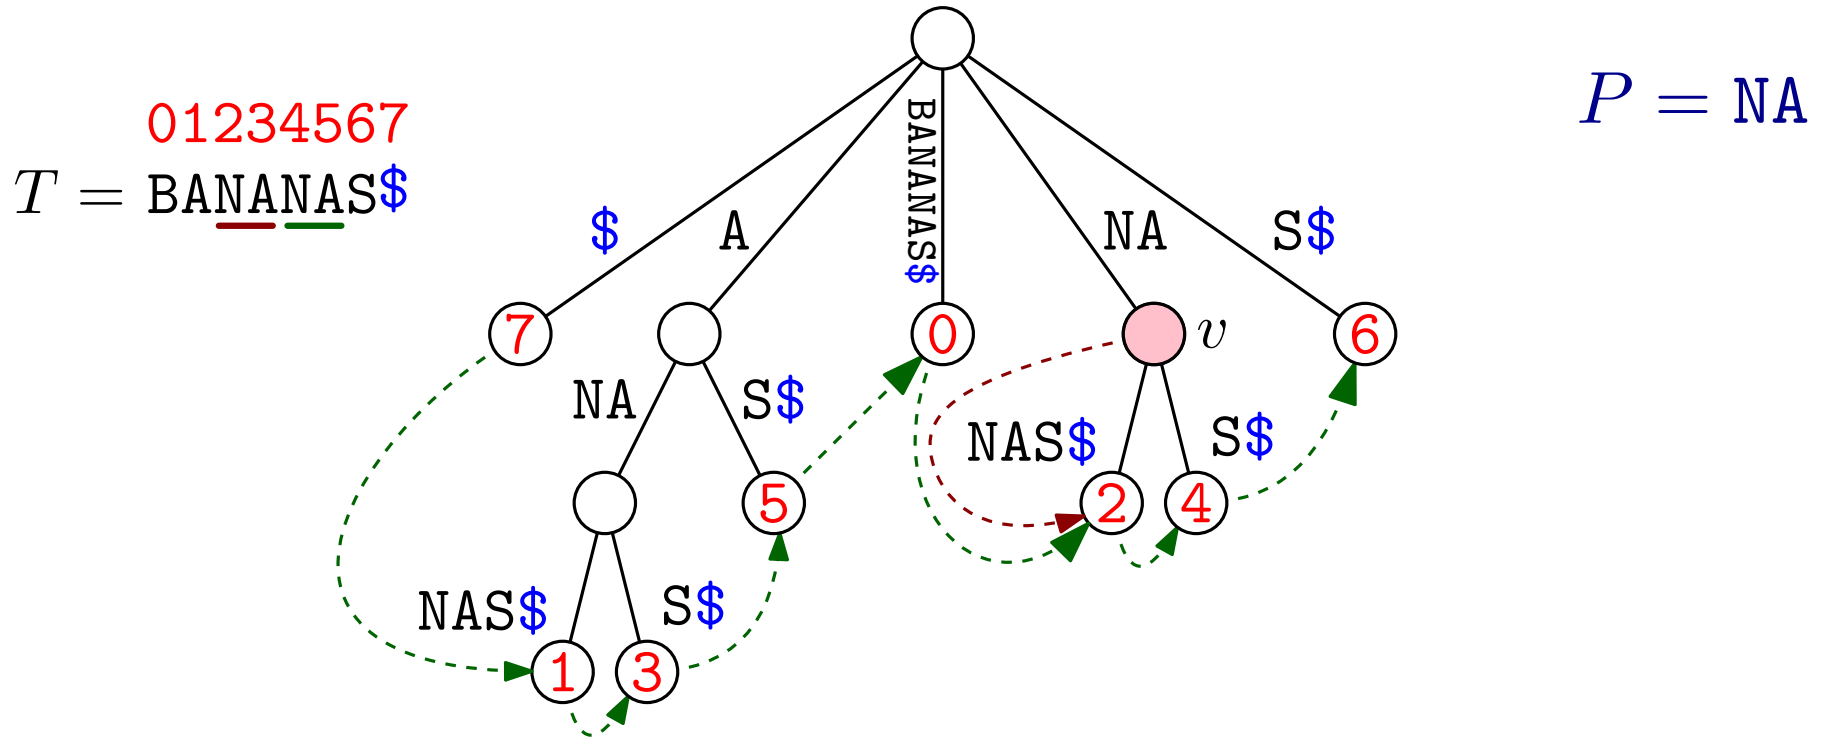 01234567
T = BANANAS$
P = NA
$
A
BANANAS$
NA
S$
7
0
v
6
NA
S$
NAS$
S$
5
2
4
NAS$
S$
1
3